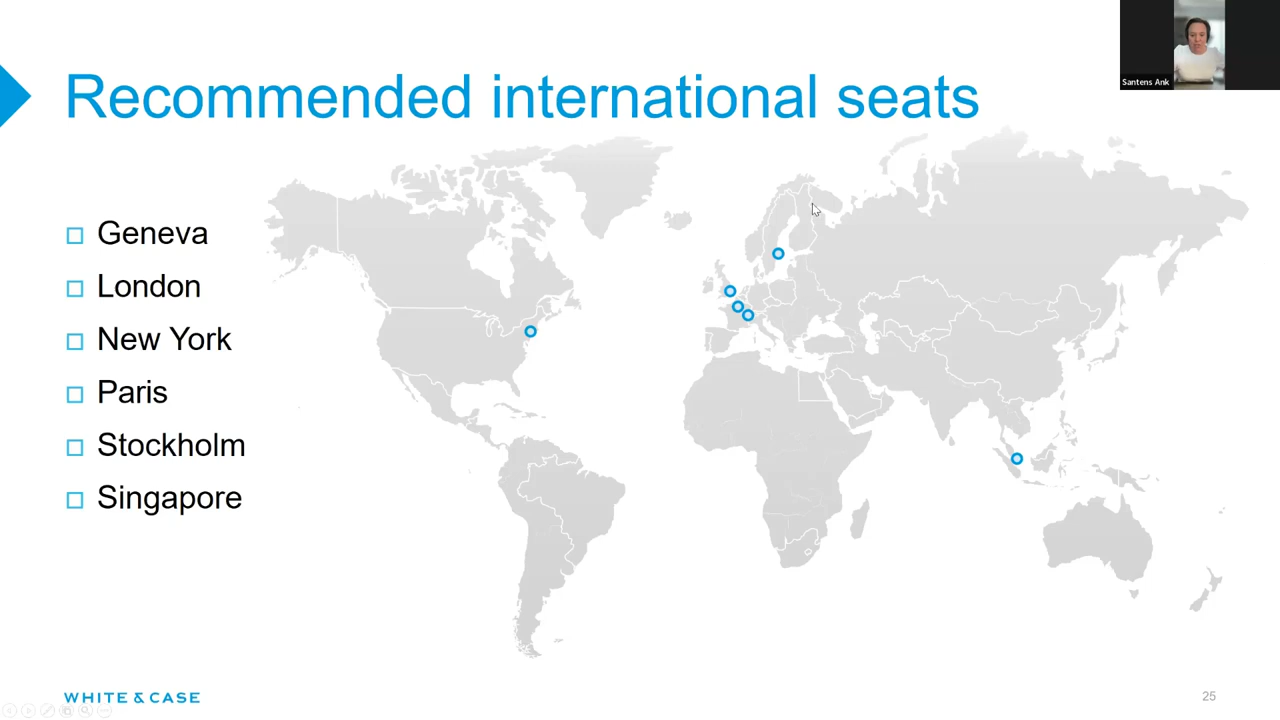 Recommended international seats
Santens Ank
Geneva
London
New York
Paris
Stockholm
Singapore
WHITE & CASE
25